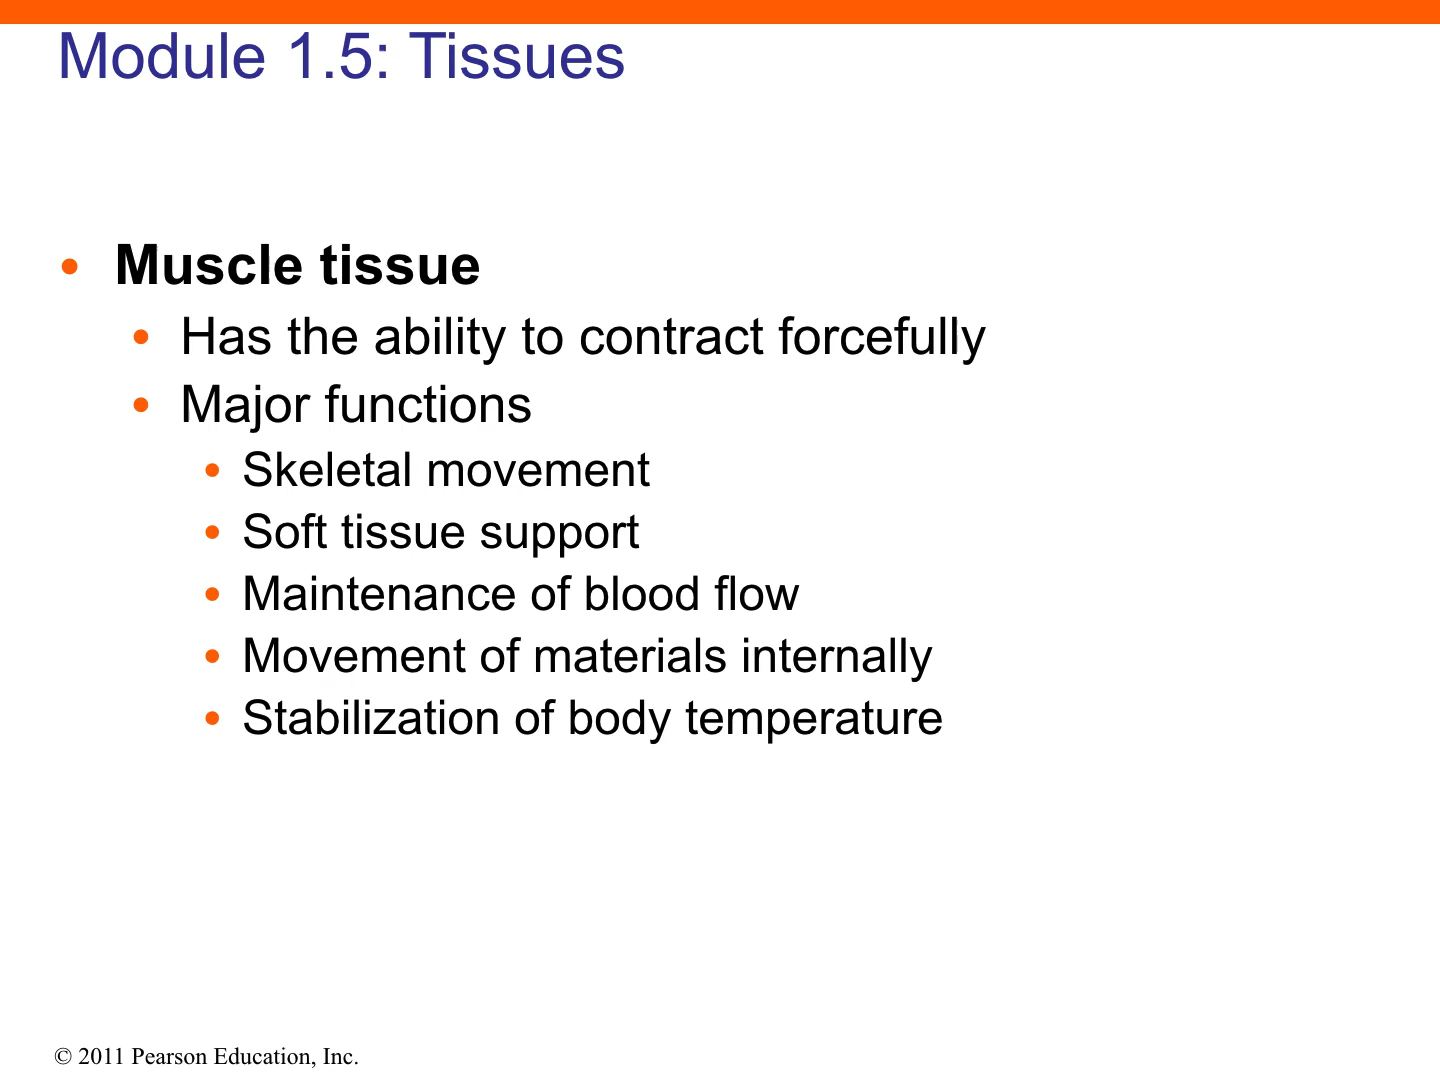 Module 1.5: Tissues
• Muscle tissue
• Has the ability to contract forcefully
• Major functions
• Skeletal movement
• Soft tissue support
• Maintenance of blood flow
• Movement of materials internally
• Stabilization of body temperature
© 2011 Pearson Education, Inc.